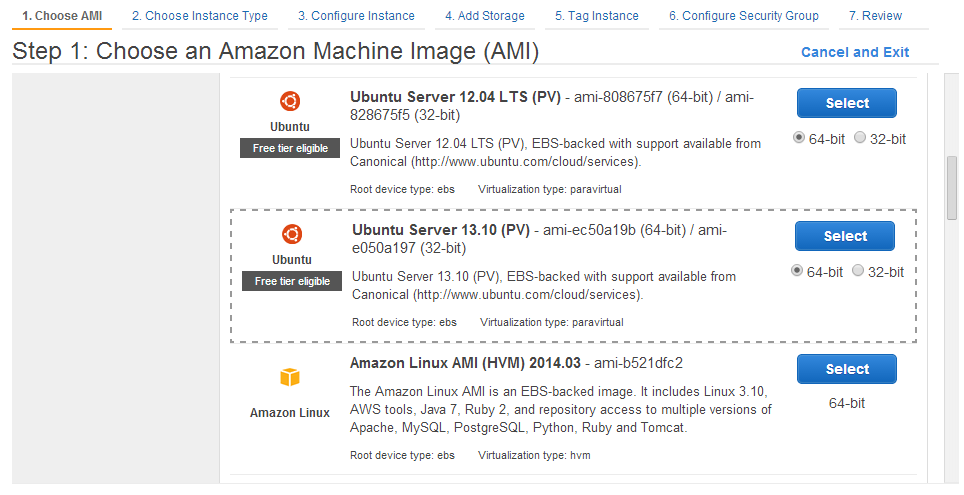 1. Choose AMI 2. Choose Instance Type 3. Configure Instance 4. Add Storage 5. Tag Instance 6. Configure Security Group 7. Review
Step 1: Choose an Amazon Machine Image (AMI) Cancel and Exit
Ubuntu
Free tier eligible
Ubuntu Server 12.04 LTS (PV) - ami-808675f7 (64-bit) / ami-
828675f5 (32-bit)
Ubuntu Server 12.04 LTS (PV), EBS-backed with support available from
Canonical (http://www.ubuntu.com/cloud/services).
Root device type: ebs Virtualization type: paravirtual
Select
64-bit 32-bit
Ubuntu
Free tier eligible
Ubuntu Server 13.10 (PV) - ami-ec50a19b (64-bit) / ami-
e050a197 (32-bit)
Ubuntu Server 13.10 (PV), EBS-backed with support available from
Canonical (http://www.ubuntu.com/cloud/services).
Root device type: ebs Virtualization type: paravirtual
Select
64-bit 32-bit
Amazon Linux
Amazon Linux AMI (HVM) 2014.03 - ami-b521dfc2
The Amazon Linux AMI is an EBS-backed image. It includes Linux 3.10,
AWS tools, Java 7, Ruby 2, and repository access to multiple versions of
Apache, MySQL, PostgreSQL, Python, Ruby and Tomcat.
Root device type: ebs Virtualization type: hvm
Select
64-bit